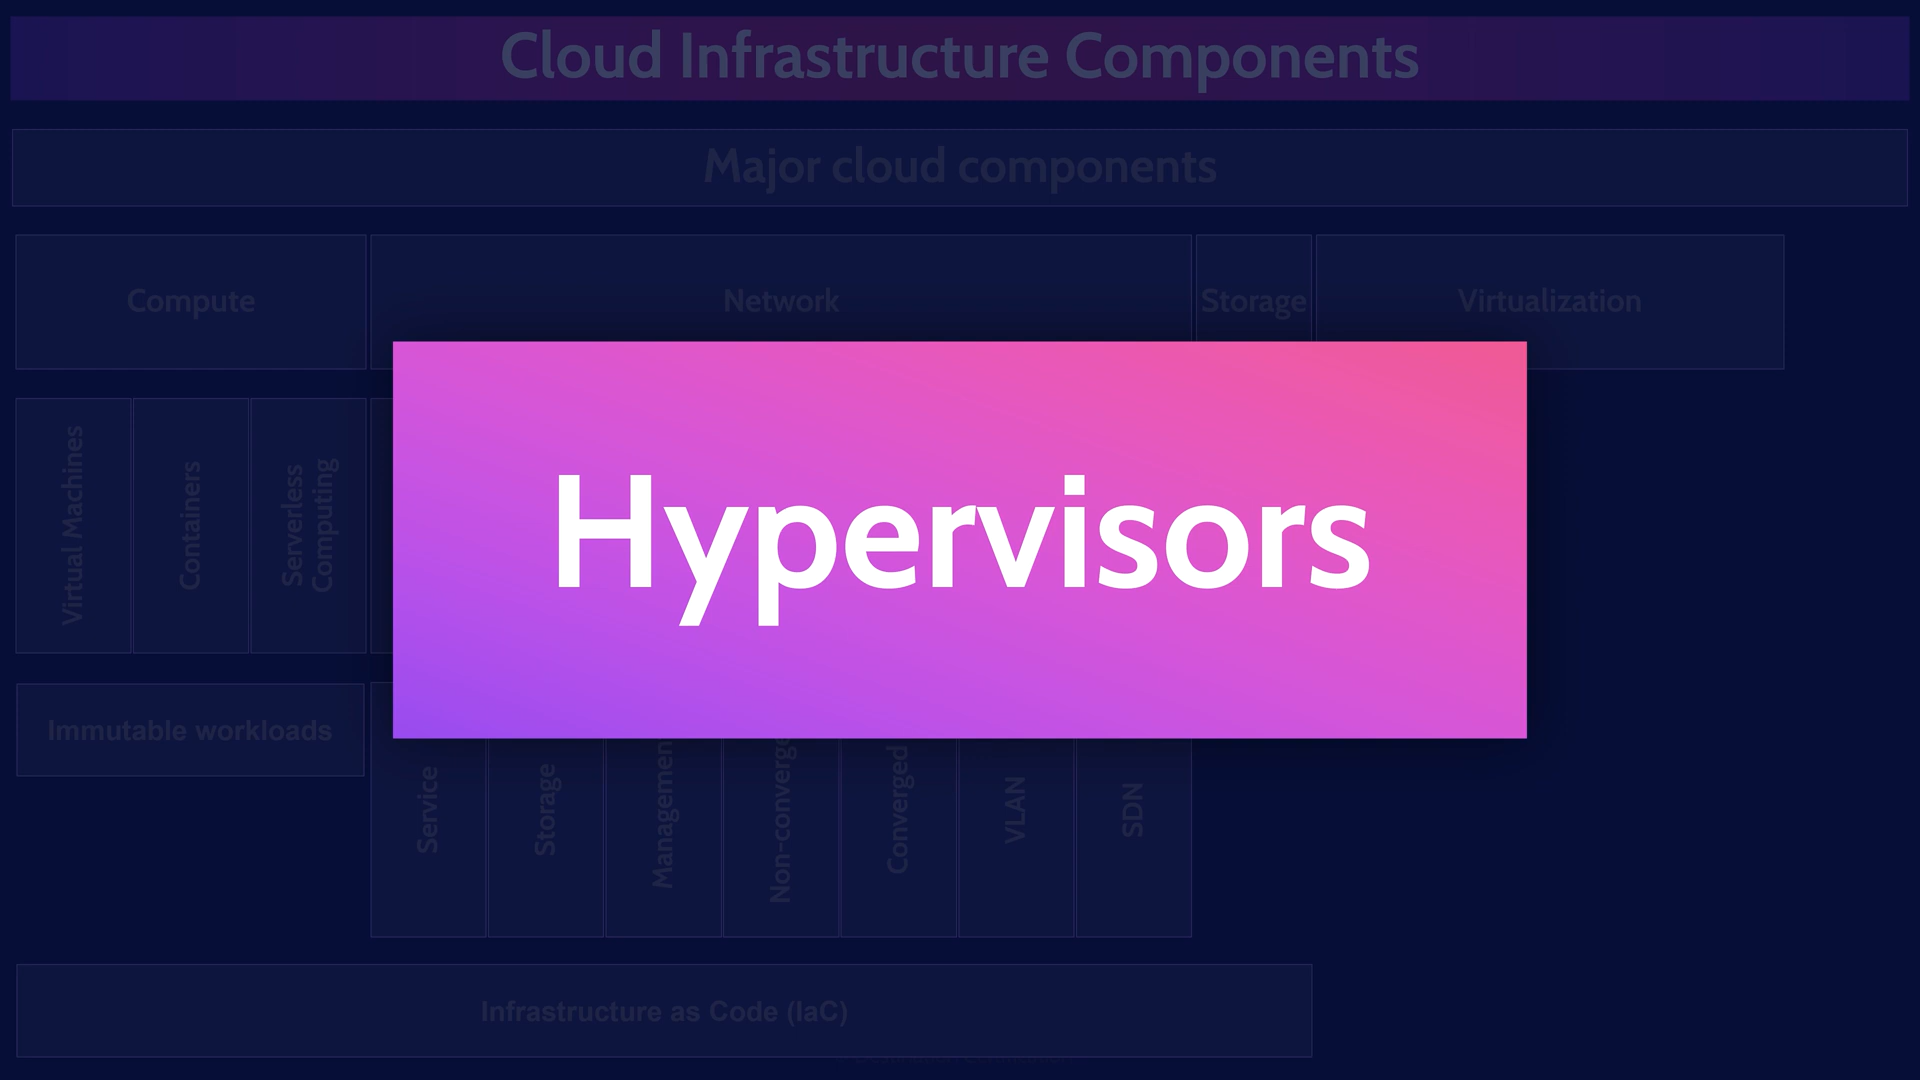 Cloud Infrastructure Components
Major cloud components
Compute
Network
Storage
Virtualization
Hypervisors
Virtual Machines
Containers
Serverless
Computing
Immutable workloads
Service
Storage
Managemen
Non-converge
Converged
VLAN
SDN
Infrastructure as Code (IaC)